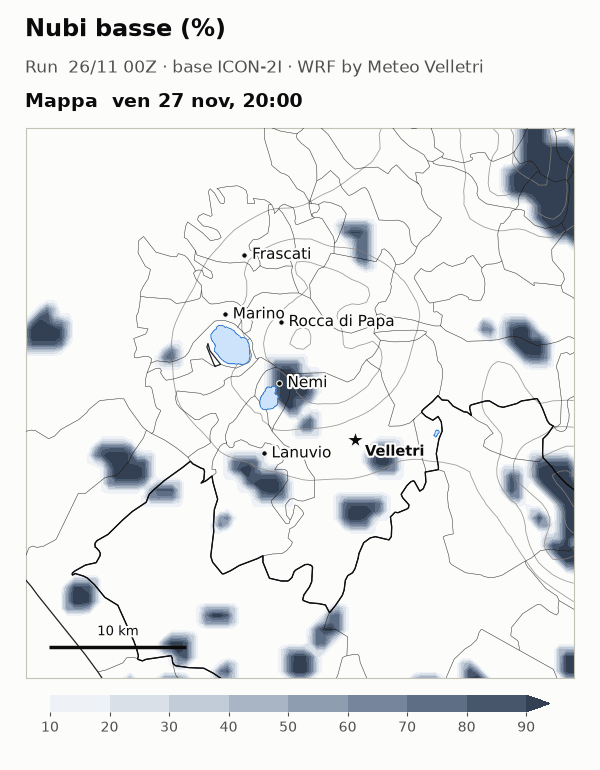 Nubi basse (%)
Run  26/11 00Z · base ICON-2I · WRF by Meteo Velletri
Mappa  ven 27 nov, 20:00
Frascati
Marino
Rocca di Papa
Nemi
Velletri
Lanuvio
10 km
10 20 30 40 50 60 70 80 90